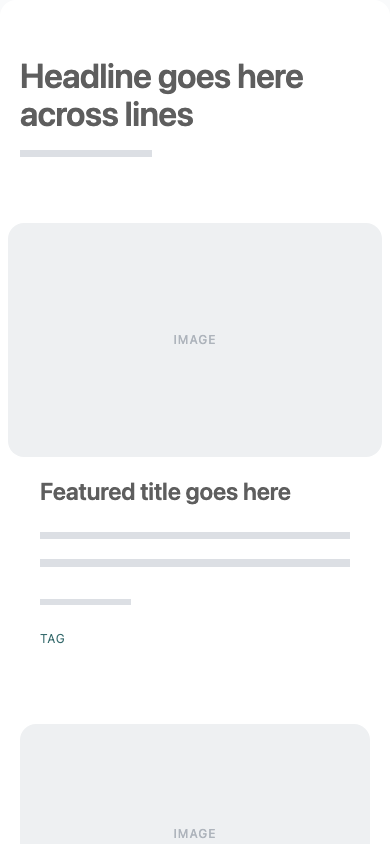 Headline goes here
across lines
IMAGE
Featured title goes here
TAG
IMAGE